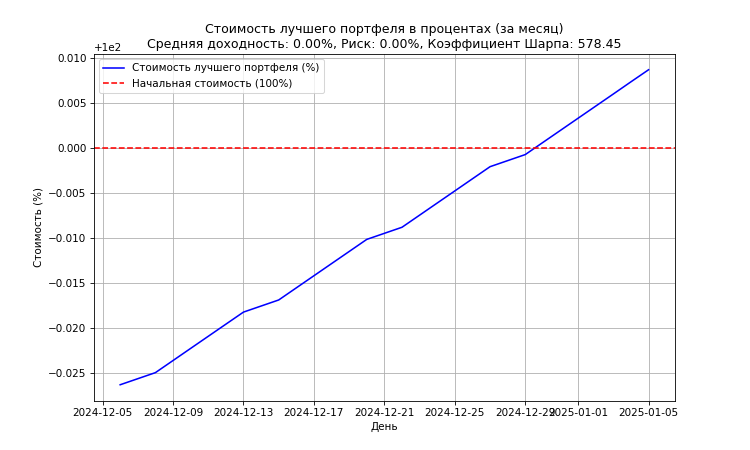 Стоимость лучшего портфеля в процентах (за месяц)
Средняя доходность: 0.00%, Риск: 0.00%, Коэффициент Шарпа: 578.45
+1e2
Стоимость лучшего портфеля (%)
Начальная стоимость (100%)
0.010
0.005
0.000
−0.005
−0.010
−0.015
−0.020
−0.025
Стоимость (%)
2024-12-05 2024-12-09 2024-12-13 2024-12-17 2024-12-21 2024-12-25 2024-12-29 2025-01-01 2025-01-05
День